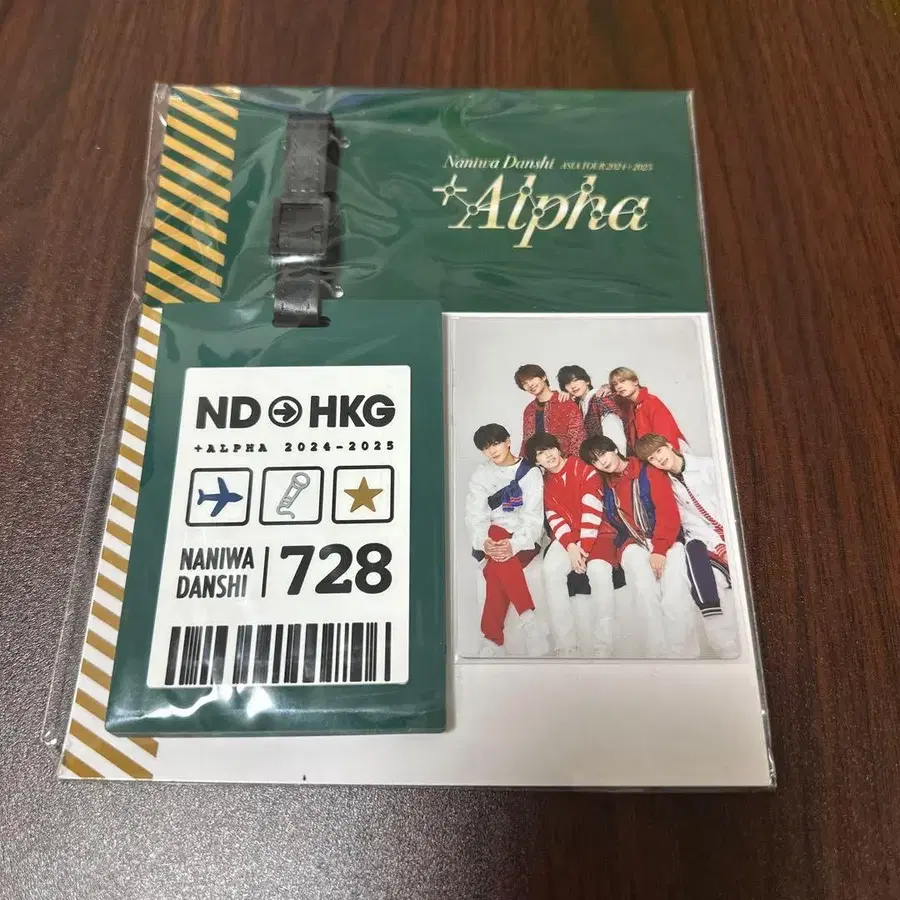 Naniwa Danshi ASIA TOUR 2024+2025
+Alpha
ND → HKG
+ALPHA 2024-2025
NANIWA
DANSHI
728